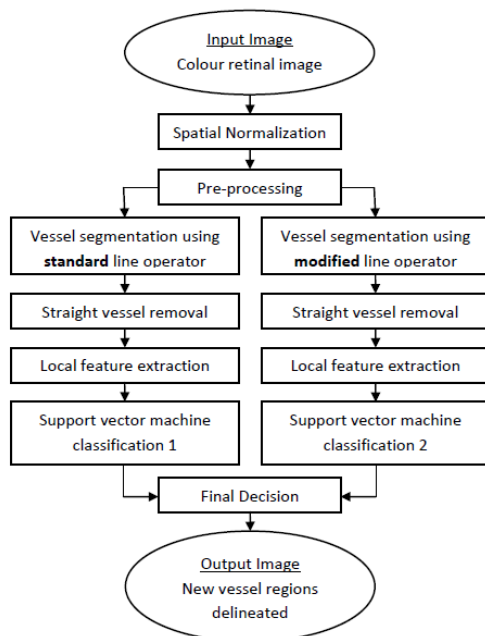 Input Image
Colour retinal image
Spatial Normalization
Pre-processing
Vessel segmentation using
standard line operator
Straight vessel removal
Local feature extraction
Support vector machine
classification 1
Vessel segmentation using
modified line operator
Straight vessel removal
Local feature extraction
Support vector machine
classification 2
Final Decision
Output Image
New vessel regions
delineated